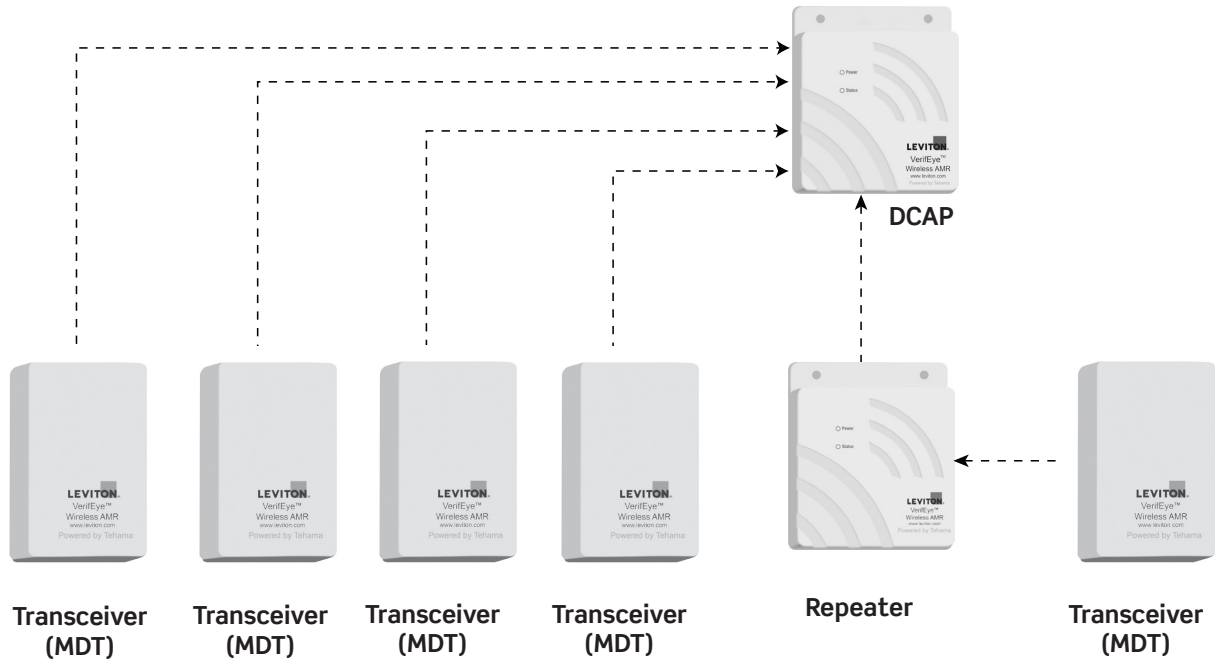 Power
Status
LEVITON.
VerifEye™
Wireless AMR
www.leviton.com
Powered by Tehama
DCAP
LEVITON.
VerifEye™
Wireless AMR
www.leviton.com
Powered by Tehama
Transceiver
(MDT)
LEVITON.
VerifEye™
Wireless AMR
www.leviton.com
Powered by Tehama
Transceiver
(MDT)
LEVITON.
VerifEye™
Wireless AMR
www.leviton.com
Powered by Tehama
Transceiver
(MDT)
LEVITON.
VerifEye™
Wireless AMR
www.leviton.com
Powered by Tehama
Transceiver
(MDT)
Power
Status
LEVITON.
VerifEye™
Wireless AMR
www.leviton.com
Powered by Tehama
Repeater
LEVITON.
VerifEye™
Wireless AMR
www.leviton.com
Powered by Tehama
Transceiver
(MDT)